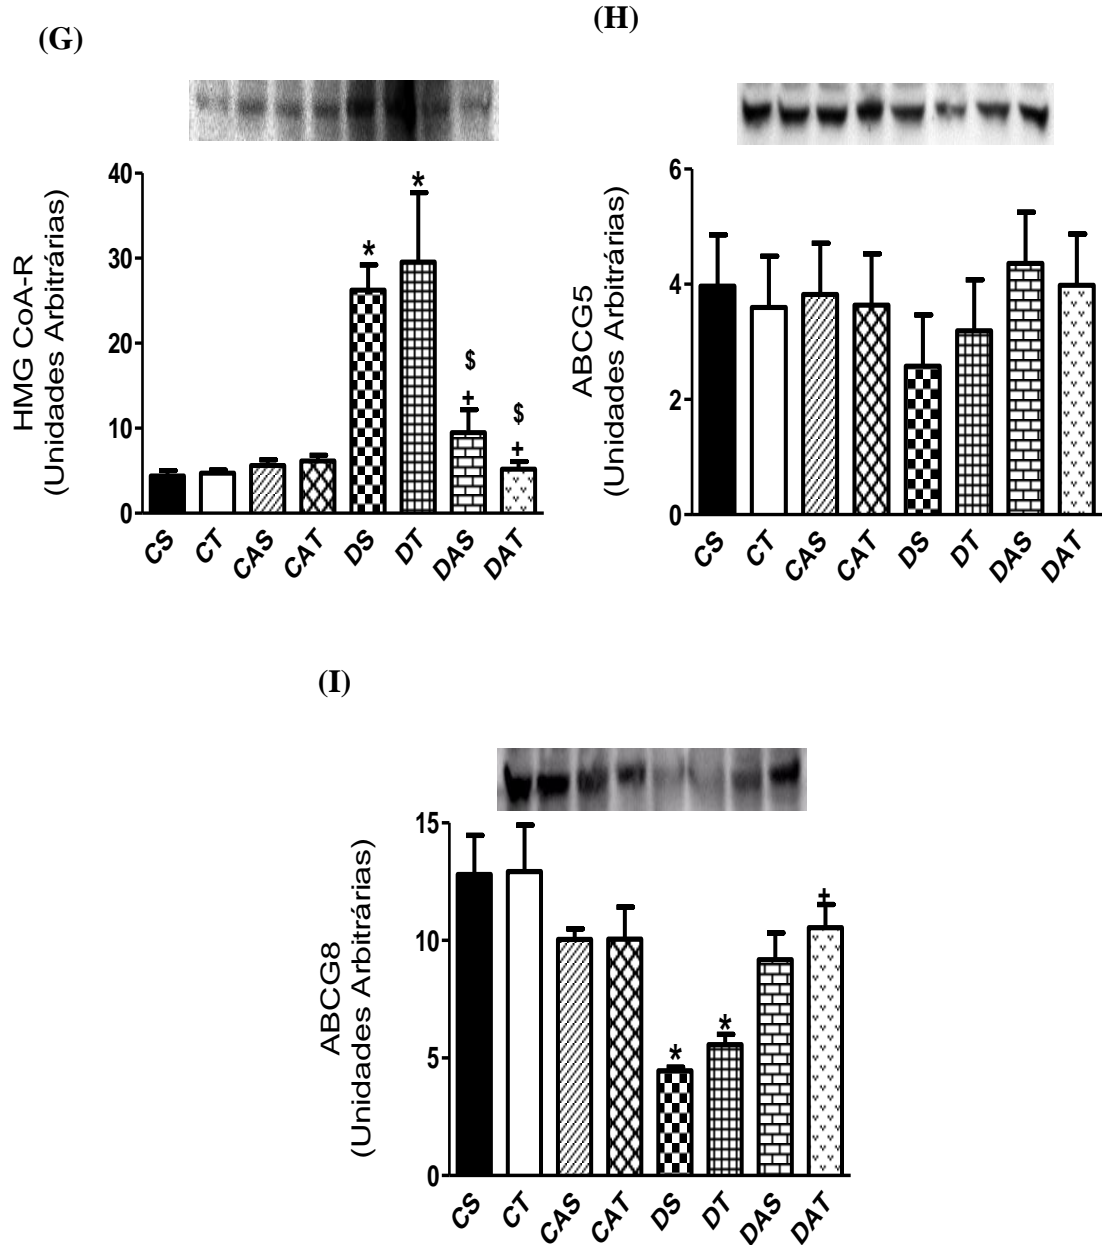 (G)
HMG CoA-R
(Unidades Arbitrárias)
40
30
20
10
0
*
*
$
+
$
+
CS CT CAS CAT DS DT DAS DAT
(H)
ABCG5
(Unidades Arbitrárias)
6
4
2
0
CS CT CAS CAT DS DT DAS DAT
(I)
ABCG8
(Unidades Arbitrárias)
15
10
5
0
*
*
+
CS CT CAS CAT DS DT DAS DAT